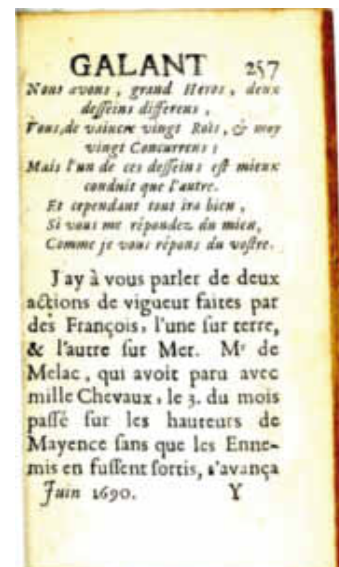 GALANT 257
Nous avons, grand Heros, deux
desseins differens,
Vous, de vaincre vingt Rois, & moy
vingt Concurrens ;
Mais l'un de ces desseins est mieux
conduit que l'autre.
Et cependant tout ira bien,
Si vous me répondez du mien,
Comme je vous répons du vostre.
J'ay à vous parler de deux
actions de vigueur faites par
des François, l'une sur terre,
& l'autre sur Mer. Mr de
Melac, qui avoit paru avec
mille Chevaux, le 3. du mois
passé sur les hauteurs de
Mayence sans que les Enne-
mis en fussent sortis, s'avança
Juin 1690. Y